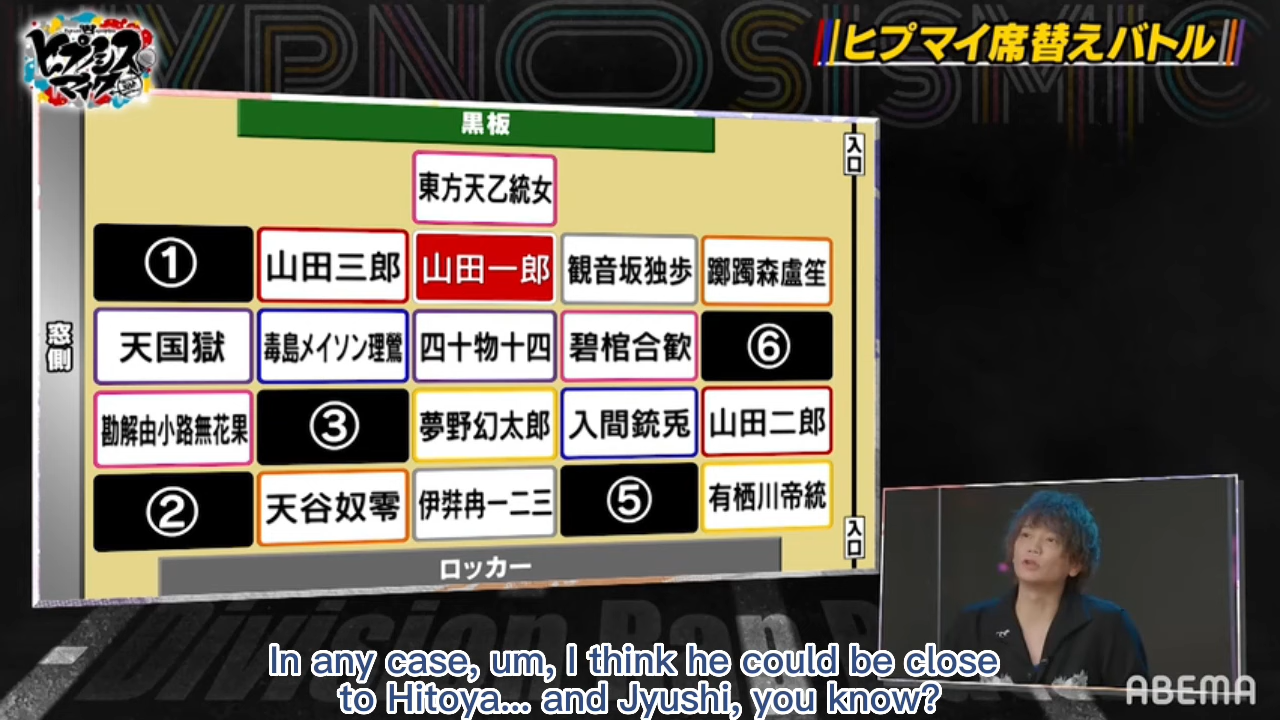 HYPNOSISMIC
ヒプノシスマイク
ヒプマイ席替えバトル
黒板
入口
東方天乙統女
① 山田三郎 山田一郎 観音坂独歩 躑躅森盧笙
天国獄 毒島メイソン理鶯 四十物十四 碧棺合歓 ⑥
窓側
勘解由小路無花果 ③ 夢野幻太郎 入間銃兎 山田二郎
② 天谷奴零 伊弉冉一二三 ⑤ 有栖川帝統
入口
ロッカー
Division Rap
In any case, um, I think he could be close
to Hitoya... and Jyushi, you know?
ABEMA